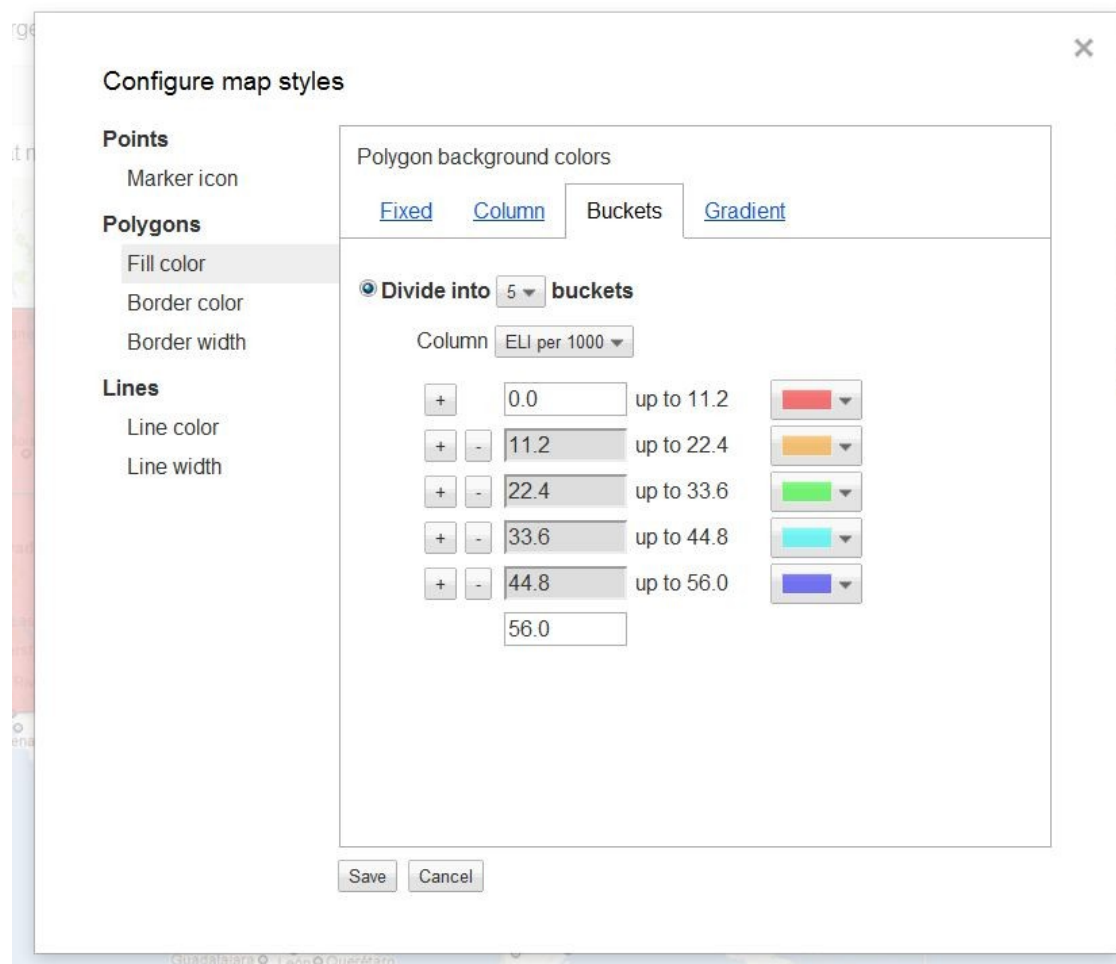 Configure map styles
Points
Marker icon
Polygons
Fill color
Border color
Border width
Lines
Line color
Line width
Polygon background colors
Fixed Column Buckets Gradient
Divide into 5 buckets
Column ELI per 1000
+ 0.0 up to 11.2
+ - 11.2 up to 22.4
+ - 22.4 up to 33.6
+ - 33.6 up to 44.8
+ - 44.8 up to 56.0
56.0
Save Cancel
Guadalajara León Querétaro